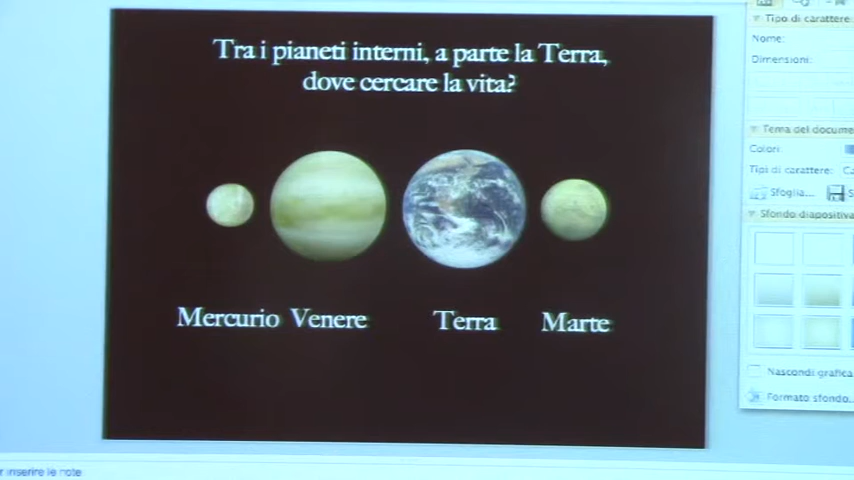 Tra i pianeti interni, a parte la Terra,
dove cercare la vita?
Mercurio Venere Terra Marte
Tipo di carattere:
Nome:
Dimensioni:
Tema del docume
Colori:
Tipi di carattere:
Sfoglia...
Sfondo diapositiva
Nascondi grafica
Formato sfondo...
r inserire le note